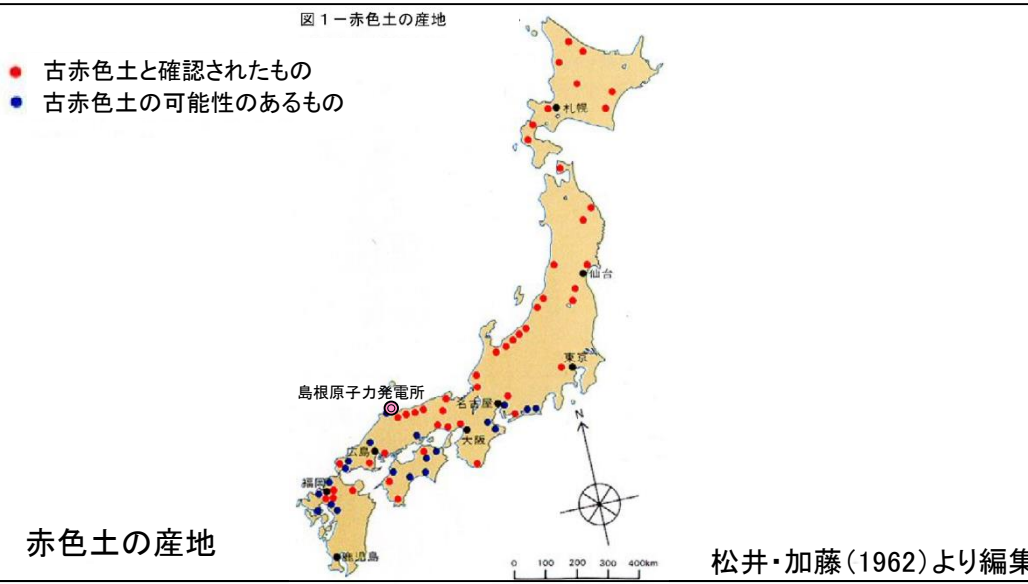 図1－赤色土の産地
古赤色土と確認されたもの
古赤色土の可能性のあるもの
札幌
仙台
東京
島根原子力発電所
名古屋
N
大阪
広島
福岡
鹿児島
赤色土の産地
0 100 200 300 400km
松井・加藤（1962）より編集